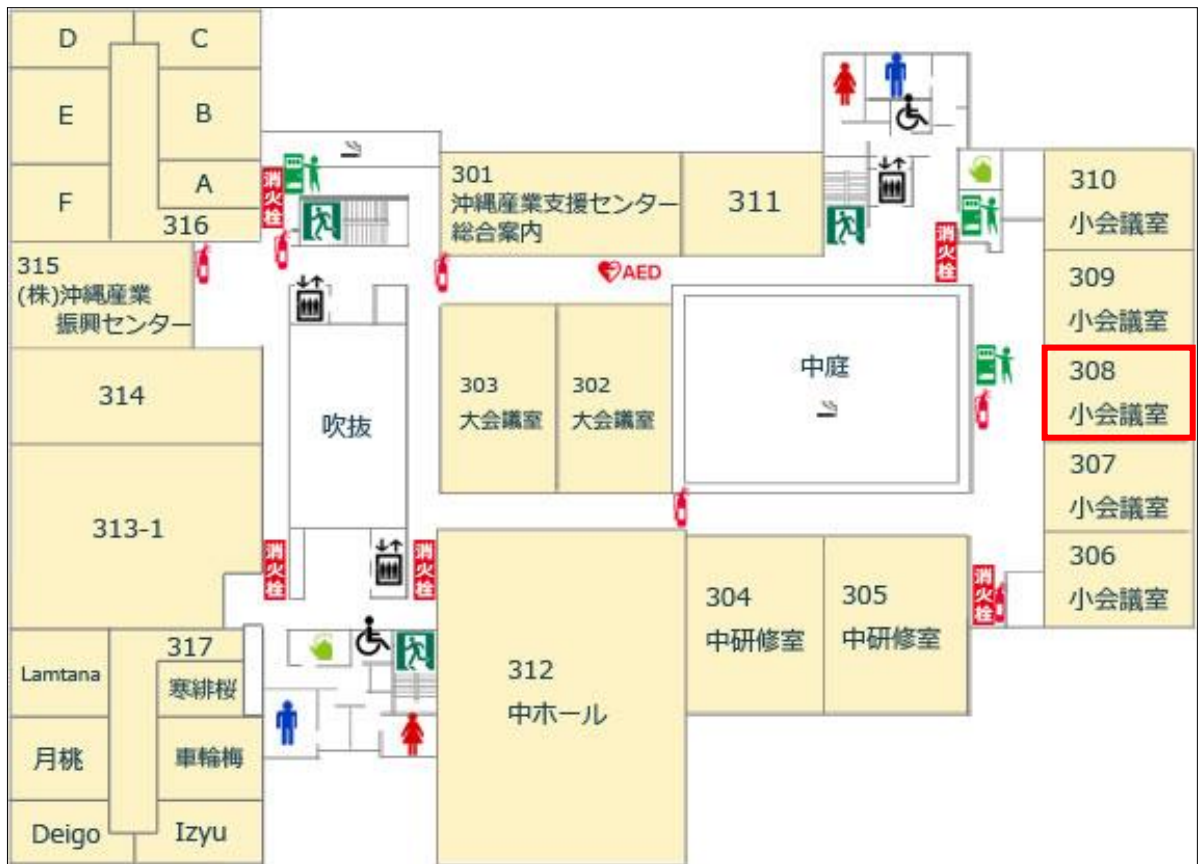 D
C
E
B
F
A
316
消火栓
301
沖縄産業支援センター
総合案内
311
消火栓
310
小会議室
315
(株)沖縄産業
振興センター
AED
309
小会議室
314
303
大会議室
302
大会議室
中庭
308
小会議室
吹抜
307
小会議室
313-1
消火栓
消火栓
304
中研修室
305
中研修室
消火栓
306
小会議室
317
Lamtana
寒緋桜
312
中ホール
月桃
車輪梅
Deigo
Izyu